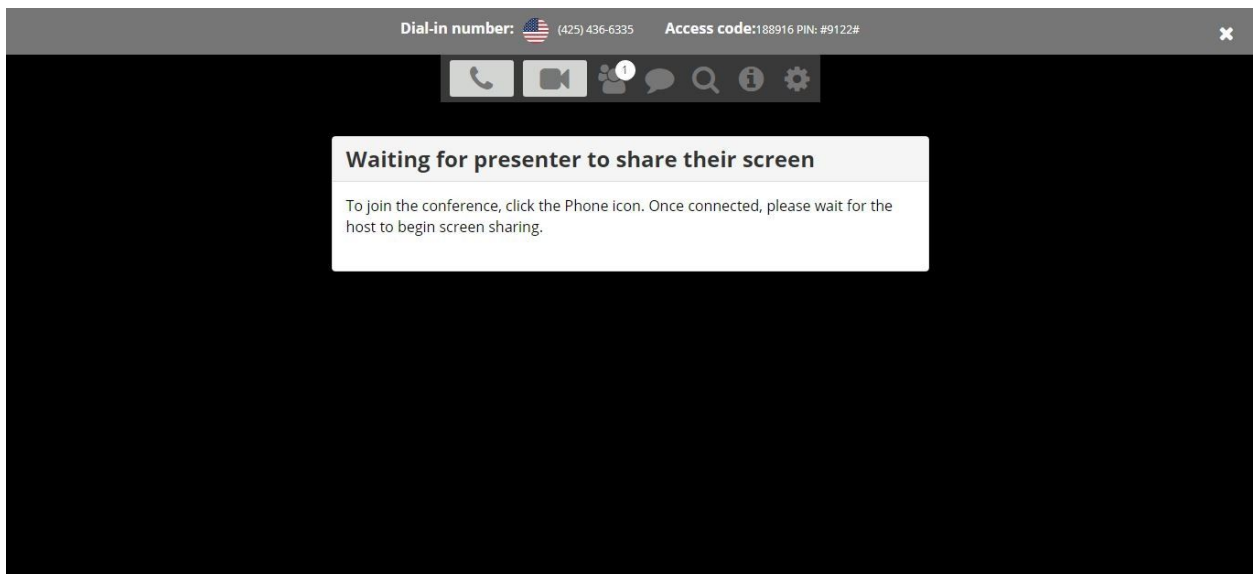 Dial-in number: (425) 436-6335 Access code:188916 PIN: #9122#
1
Waiting for presenter to share their screen
To join the conference, click the Phone icon. Once connected, please wait for the
host to begin screen sharing.